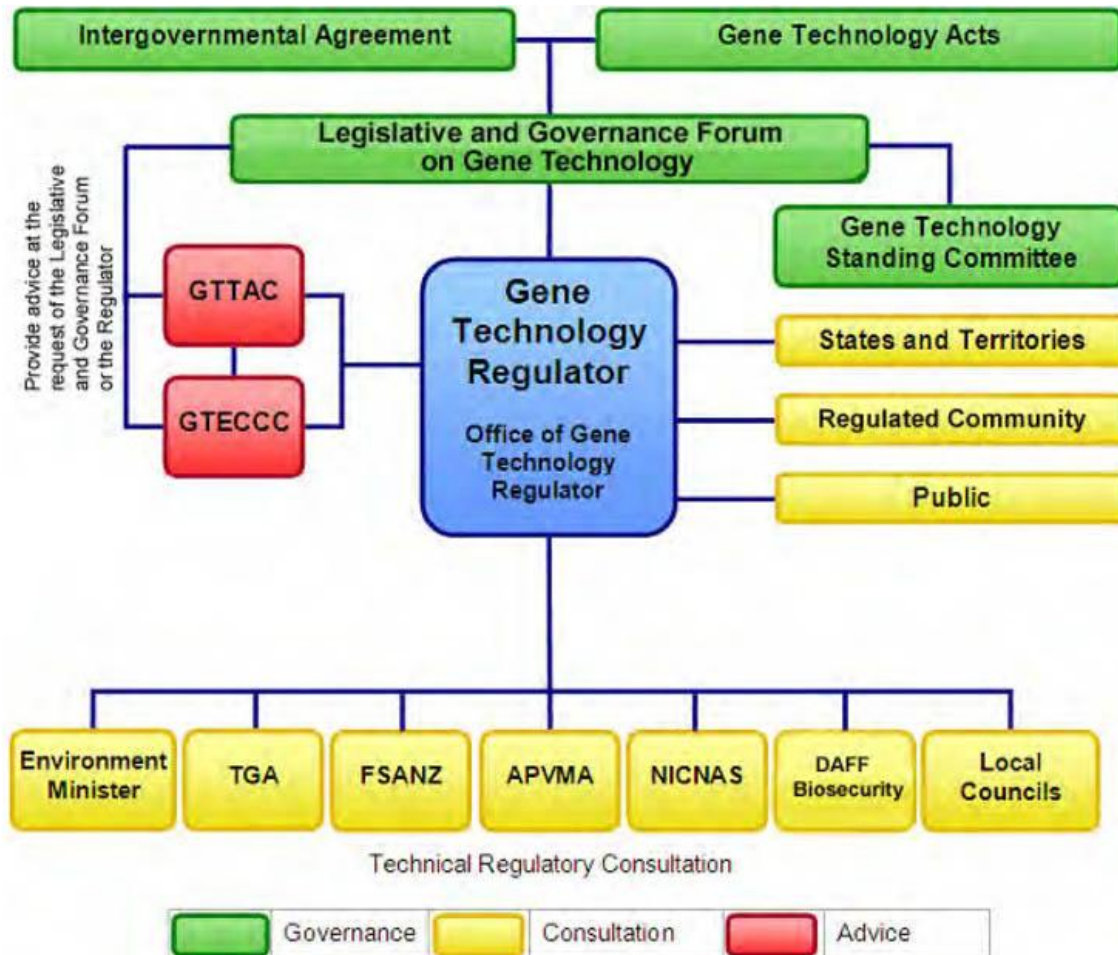 Intergovernmental Agreement
Gene Technology Acts
Legislative and Governance Forum
on Gene Technology
Provide advice at the
request of the Legislative
and Governance Forum
or the Regulator
GTTAC
GTECCC
Gene
Technology
Regulator
Office of Gene
Technology
Regulator
Gene Technology
Standing Committee
States and Territories
Regulated Community
Public
Environment
Minister
TGA
FSANZ
APVMA
NICNAS
DAFF
Biosecurity
Local
Councils
Technical Regulatory Consultation
Governance
Consultation
Advice